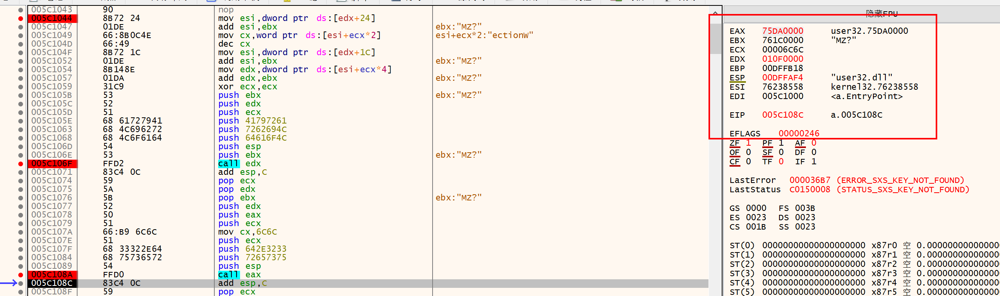 005C1043 90 nop
005C1044 8B72 24 mov esi,dword ptr ds:[edx+24]
005C1047 01DE add esi,ebx ebx:"MZ?"
005C1049 66:8B0C4E mov cx,word ptr ds:[esi+ecx*2] esi+ecx*2:"ectionW"
005C104D 66:49 dec cx
005C104F 8B72 1C mov esi,dword ptr ds:[edx+1C]
005C1052 01DE add esi,ebx ebx:"MZ?"
005C1054 8B148E mov edx,dword ptr ds:[esi+ecx*4]
005C1057 01DA add edx,ebx ebx:"MZ?"
005C1059 31C9 xor ecx,ecx
005C105B 53 push ebx ebx:"MZ?"
005C105C 52 push edx
005C105D 51 push ecx
005C105E 68 61727941 push 41797261
005C1063 68 4C696272 push 7262694C
005C1068 68 4C6F6164 push 64616F4C
005C106D 54 push esp
005C106E 53 push ebx ebx:"MZ?"
005C106F FFD2 call edx
005C1071 83C4 0C add esp,C
005C1074 59 pop ecx
005C1075 5A pop edx
005C1076 5B pop ebx ebx:"MZ?"
005C1077 52 push edx
005C1078 50 push eax
005C1079 51 push ecx
005C107A 66:B9 6C6C mov cx,6C6C
005C107E 51 push ecx
005C107F 68 33322E64 push 642E3233
005C1084 68 75736572 push 72657375
005C1089 54 push esp
005C108A FFD0 call eax
005C108C 83C4 0C add esp,C
005C108F 59 pop ecx
隐藏FPU
EAX 75DA0000 user32.75DA0000
EBX 761C0000 "MZ?"
ECX 00006C6C
EDX 010F0000
EBP 00DFFB18
ESP 00DFFAF4 "user32.dll"
ESI 76238558 kernel32.76238558
EDI 005C1000 <a.EntryPoint>
EIP 005C108C a.005C108C
EFLAGS 00000246
ZF 1 PF 1 AF 0
OF 0 SF 0 DF 0
CF 0 TF 0 IF 1
LastError 000036B7 (ERROR_SXS_KEY_NOT_FOUND)
LastStatus C0150008 (STATUS_SXS_KEY_NOT_FOUND)
GS 0000 FS 003B
ES 0023 DS 0023
CS 001B SS 0023
ST(0) 00000000000000000000 x87r0 空 0.000000000000000
ST(1) 00000000000000000000 x87r1 空 0.000000000000000
ST(2) 00000000000000000000 x87r2 空 0.000000000000000
ST(3) 00000000000000000000 x87r3 空 0.000000000000000
ST(4) 00000000000000000000 x87r4 空 0.000000000000000
ST(5) 00000000000000000000 x87r5 空 0.000000000000000